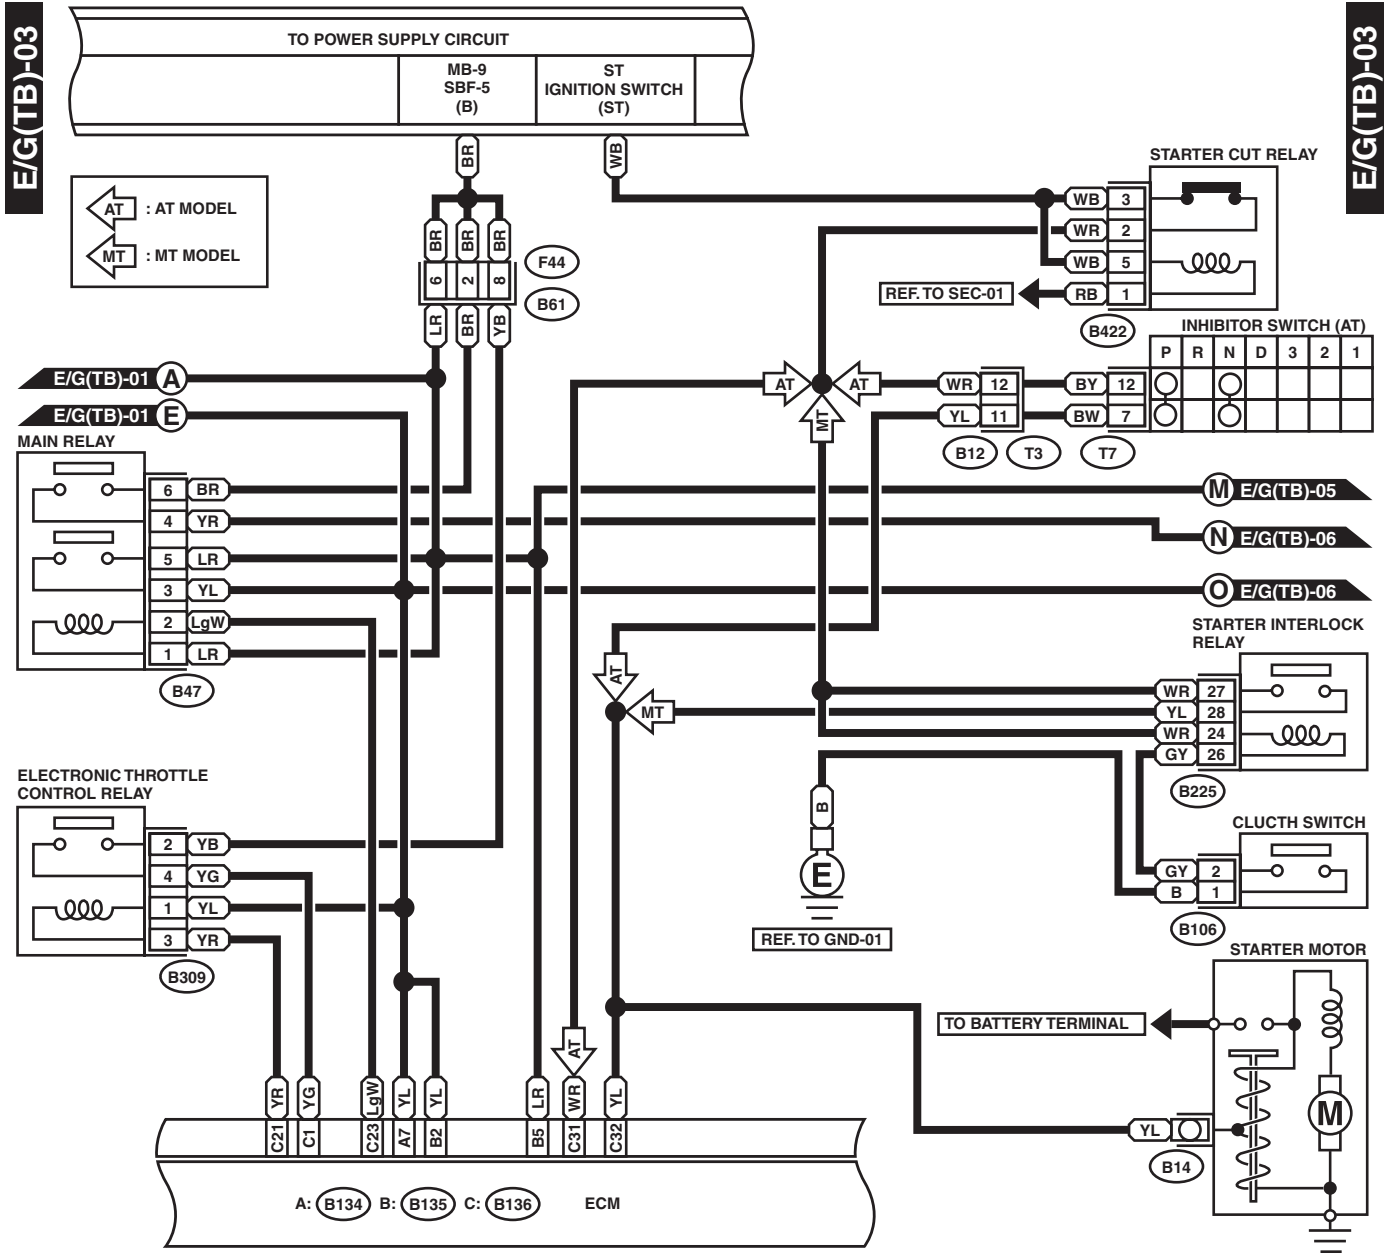 E/G(TB)-03
E/G(TB)-03
TO POWER SUPPLY CIRCUIT
MB-9
SBF-5
(B)
ST
IGNITION SWITCH
(ST)
BR
WB
AT : AT MODEL
MT : MT MODEL
BR BR BR
6 2 8
F44
B61
LR BR YB
STARTER CUT RELAY
WB 3
WR 2
WB 5
RB 1
REF. TO SEC-01
B422
INHIBITOR SWITCH (AT)
P R N D 3 2 1
E/G(TB)-01 A
E/G(TB)-01 E
AT AT WR 12 BY 12
MT YL 11 BW 7
B12 T3 T7
MAIN RELAY
6 BR
4 YR
5 LR
3 YL
2 LgW
1 LR
B47
M E/G(TB)-05
N E/G(TB)-06
O E/G(TB)-06
STARTER INTERLOCK
RELAY
AT
MT
WR 27
YL 28
WR 24
GY 26
B225
ELECTRONIC THROTTLE
CONTROL RELAY
2 YB
4 YG
1 YL
3 YR
B309
B
E
REF. TO GND-01
CLUCTH SWITCH
GY 2
B 1
B106
STARTER MOTOR
TO BATTERY TERMINAL
M
YL
B14
AT
YR YG LgW YL YL LR WR YL
C21 C1 C23 A7 B2 B5 C31 C32
A: B134 B: B135 C: B136 ECM